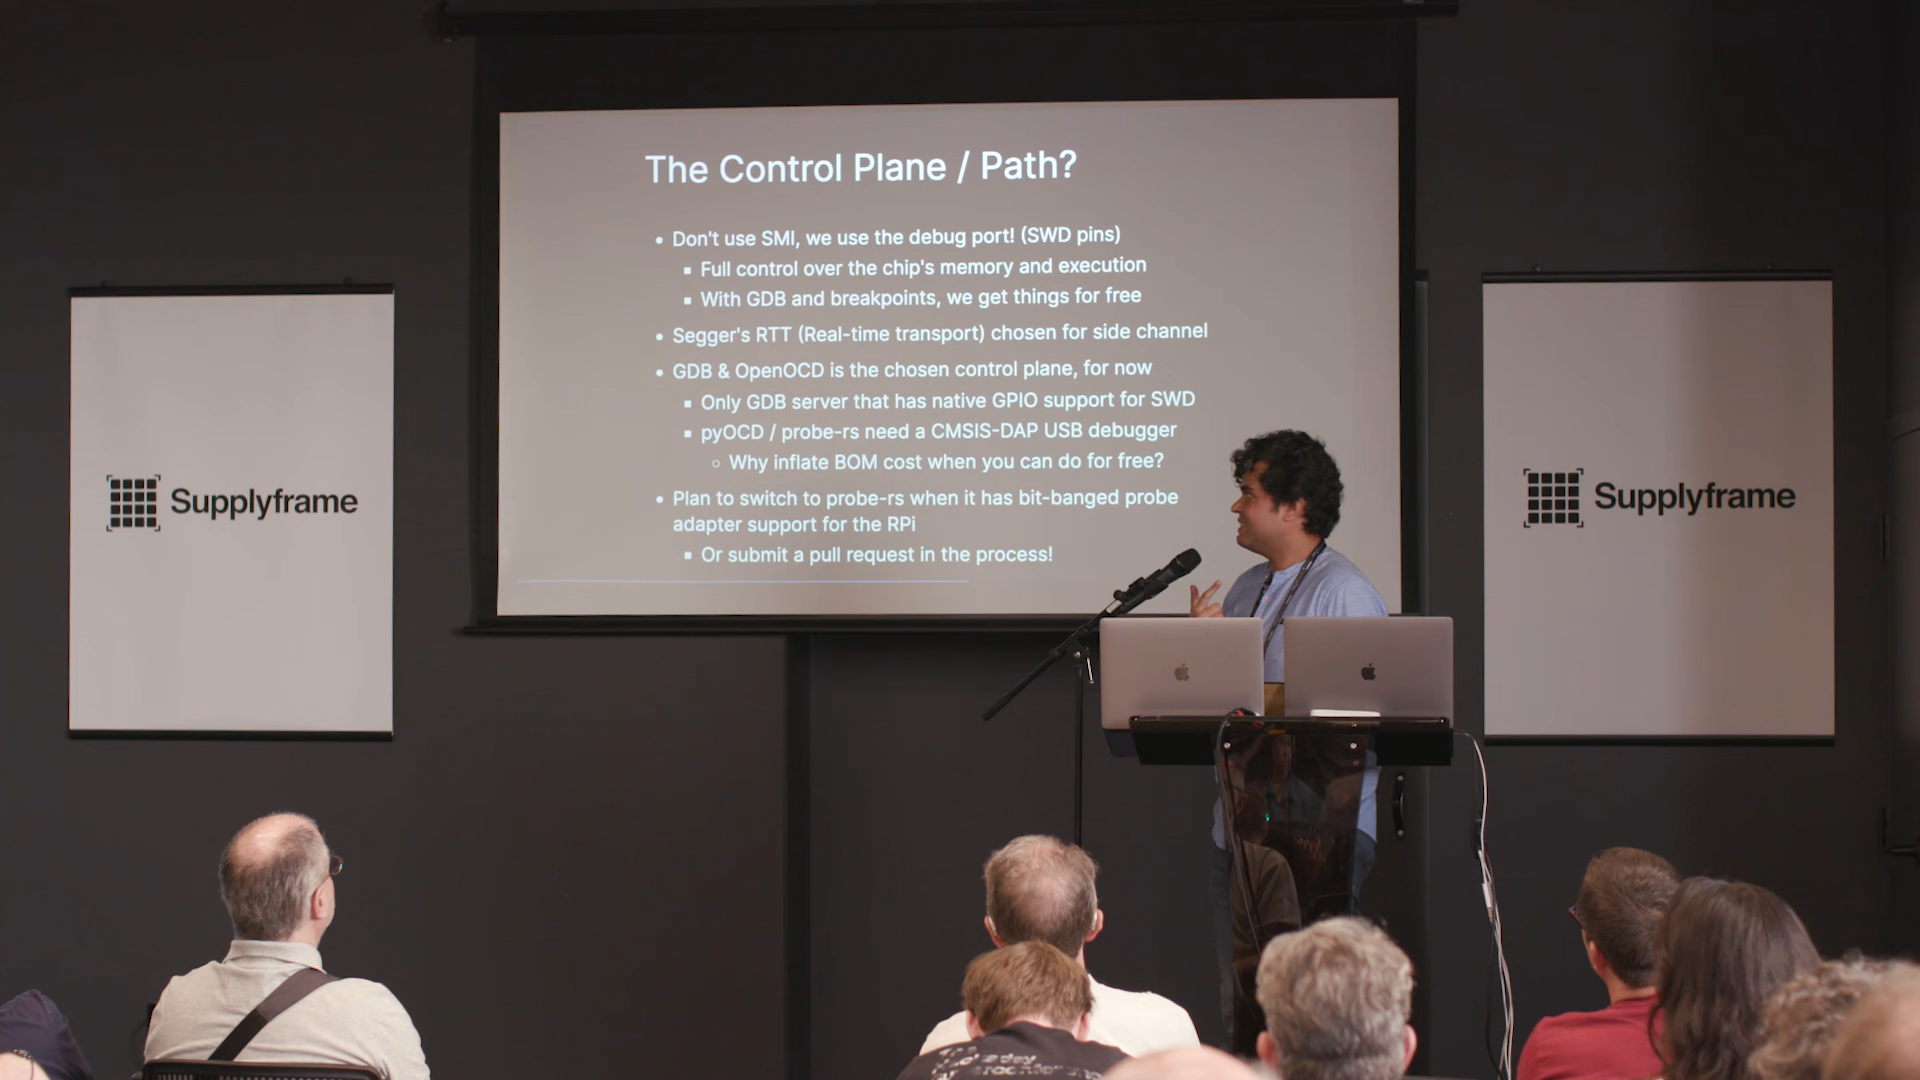 The Control Plane / Path?
• Don't use SMI, we use the debug port! (SWD pins)
▪ Full control over the chip's memory and execution
▪ With GDB and breakpoints, we get things for free
• Segger's RTT (Real-time transport) chosen for side channel
• GDB & OpenOCD is the chosen control plane, for now
▪ Only GDB server that has native GPIO support for SWD
▪ pyOCD / probe-rs need a CMSIS-DAP USB debugger
○ Why inflate BOM cost when you can do for free?
• Plan to switch to probe-rs when it has bit-banged probe
adapter support for the RPi
▪ Or submit a pull request in the process!
Supplyframe
Supplyframe